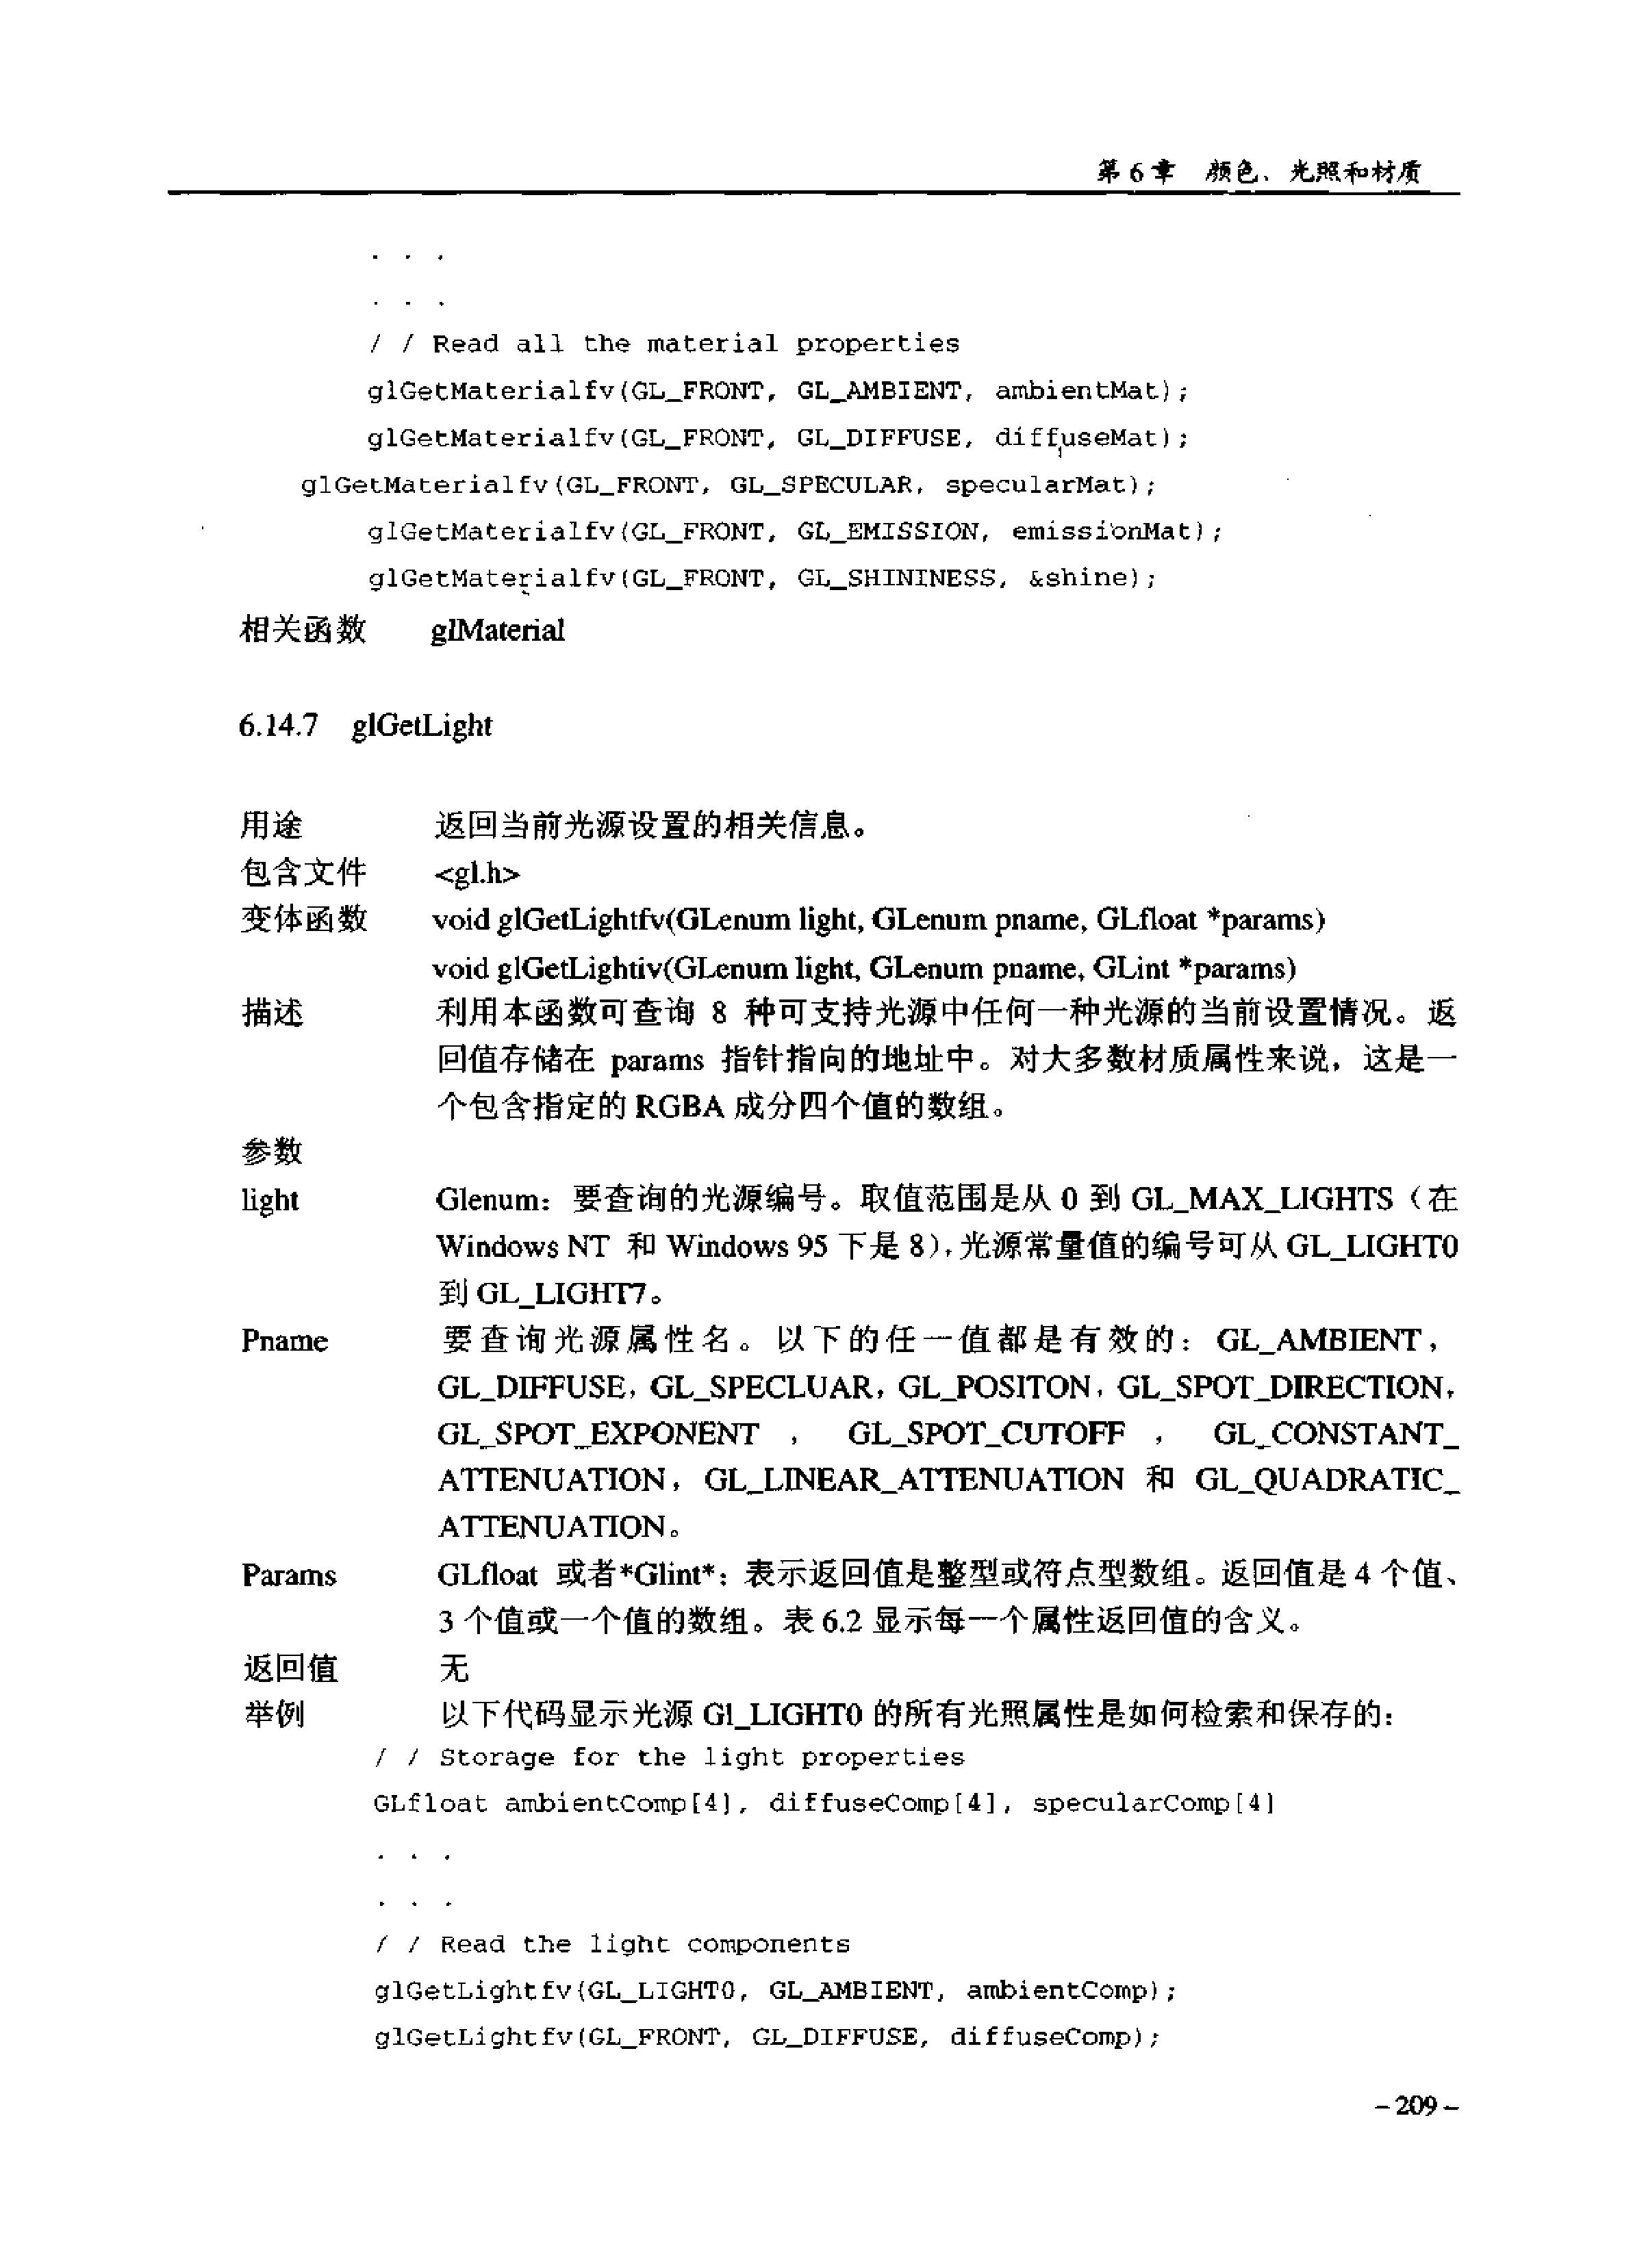 第 6 章 颜色、光照和材质
. . .
. . .
/ / Read all the material properties
glGetMaterialfv(GL_FRONT, GL_AMBIENT, ambientMat);
glGetMaterialfv(GL_FRONT, GL_DIFFUSE, diffuseMat);
glGetMaterialfv(GL_FRONT, GL_SPECULAR, specularMat);
glGetMaterialfv(GL_FRONT, GL_EMISSION, emissionMat);
glGetMaterialfv(GL_FRONT, GL_SHININESS, &shine);
相关函数 glMaterial
6.14.7 glGetLight
用途 返回当前光源设置的相关信息。
包含文件 <gl.h>
变体函数 void glGetLightfv(GLenum light, GLenum pname, GLfloat *params)
void glGetLightiv(GLenum light, GLenum pname, GLint *params)
描述 利用本函数可查询 8 种可支持光源中任何一种光源的当前设置情况。返
回值存储在 params 指针指向的地址中。对大多数材质属性来说，这是一
个包含指定的 RGBA 成分四个值的数组。
参数
light Glenum：要查询的光源编号。取值范围是从 0 到 GL_MAX_LIGHTS（在
Windows NT 和 Windows 95 下是 8），光源常量值的编号可从 GL_LIGHT0
到 GL_LIGHT7。
Pname 要查询光源属性名。以下的任一值都是有效的：GL_AMBIENT，
GL_DIFFUSE，GL_SPECLUAR，GL_POSITON，GL_SPOT_DIRECTION，
GL_SPOT_EXPONENT ， GL_SPOT_CUTOFF ， GL_CONSTANT_
ATTENUATION，GL_LINEAR_ATTENUATION 和 GL_QUADRATIC_
ATTENUATION。
Params GLfloat 或者*Glint*：表示返回值是整型或符点型数组。返回值是 4 个值、
3 个值或一个值的数组。表 6.2 显示每一个属性返回值的含义。
返回值 无
举例 以下代码显示光源 Gl_LIGHT0 的所有光照属性是如何检索和保存的：
/ / Storage for the light properties
GLfloat ambientComp[4], diffuseComp[4], specularComp[4]
. . .
. . .
/ / Read the light components
glGetLightfv(GL_LIGHT0, GL_AMBIENT, ambientComp);
glGetLightfv(GL_FRONT, GL_DIFFUSE, diffuseComp);
- 209 -